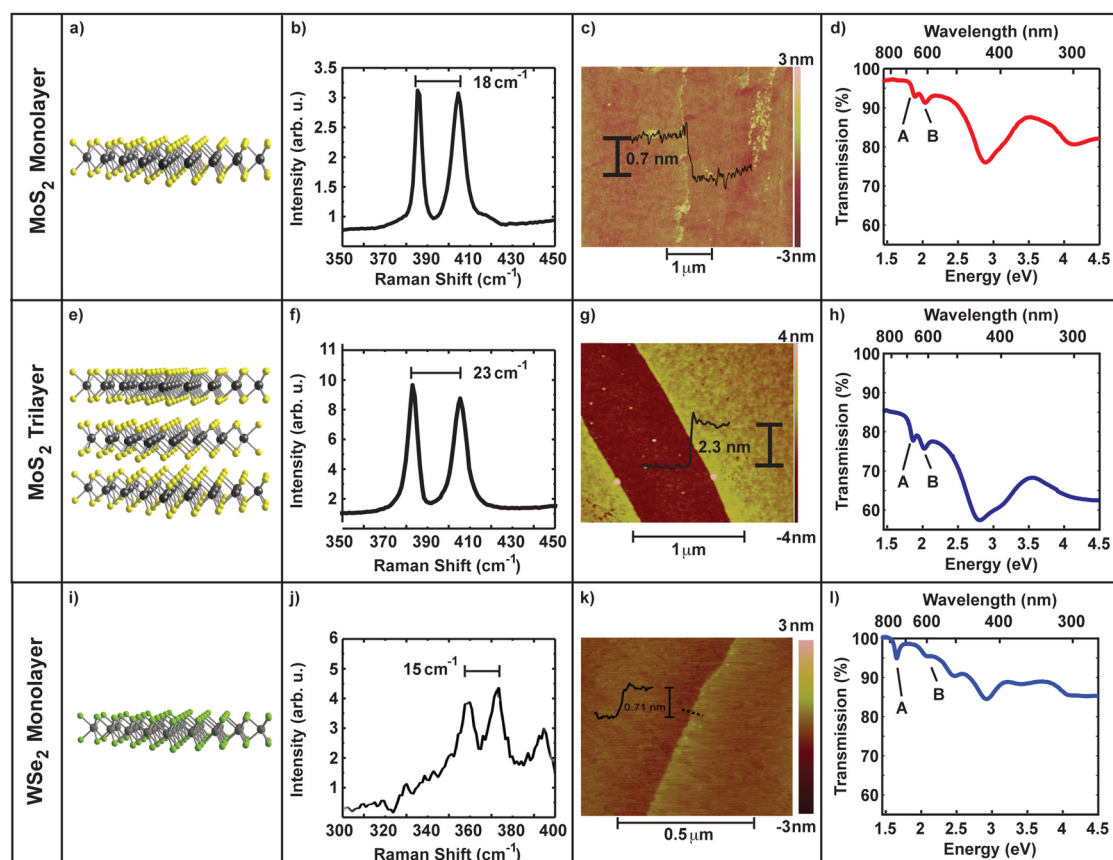 MoS2 Monolayer
a)
b)
3.5
3
2.5
2
1.5
1
18 cm-1
Intensity (arb. u.)
350 370 390 410 430 450
Raman Shift (cm-1)
c)
3 nm
0.7 nm
1 μm
-3nm
d)
Wavelength (nm)
800 600 400 300
100
90
80
70
60
Transmission (%)
A
B
1.5 2 2.5 3 3.5 4 4.5
Energy (eV)
MoS2 Trilayer
e)
f)
11
10
8
6
4
2
23 cm-1
Intensity (arb. u.)
350 370 390 410 430 450
Raman Shift (cm-1)
g)
4 nm
2.3 nm
1 μm
-4nm
h)
Wavelength (nm)
800 600 400 300
100
90
80
70
60
Transmission (%)
A
B
1.5 2 2.5 3 3.5 4 4.5
Energy (eV)
WSe2 Monolayer
i)
j)
6
5
4
3
2
1
15 cm-1
Intensity (arb. u.)
300 320 340 360 380 400
Raman Shift (cm-1)
k)
3 nm
0.71 nm
0.5 μm
-3nm
l)
Wavelength (nm)
800 600 400 300
100
90
80
70
60
Transmission (%)
A
B
1.5 2 2.5 3 3.5 4 4.5
Energy (eV)